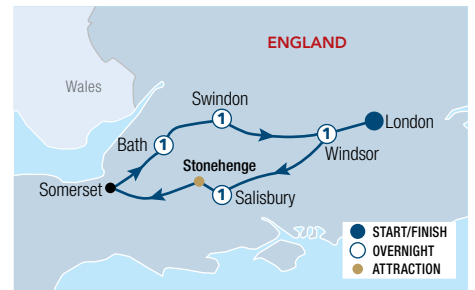 ENGLAND
Wales
Swindon
1
London
1
Bath
1
Windsor
Stonehenge
Somerset
1
Salisbury
START/FINISH
OVERNIGHT
ATTRACTION